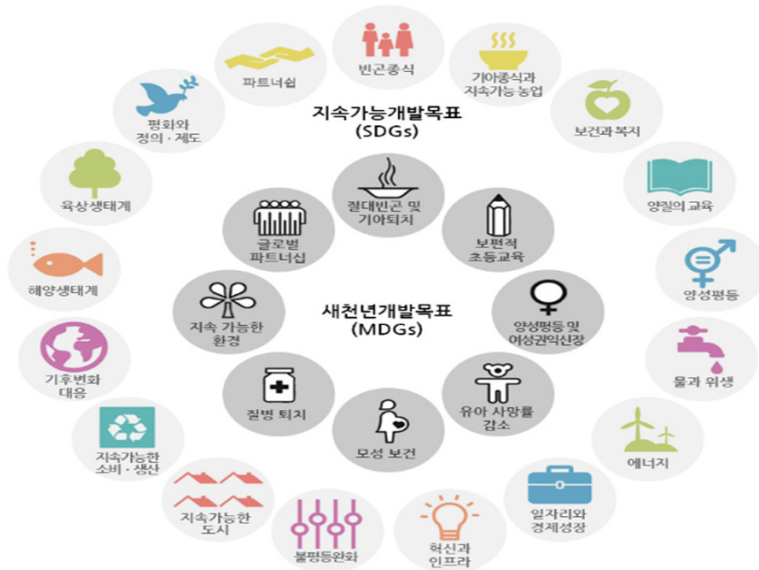 빈곤종식
기아종식과
지속가능 농업
보건과 복지
양질의 교육
양성평등
물과 위생
에너지
일자리와
경제성장
혁신과
인프라
불평등완화
지속가능한
도시
지속가능한
소비·생산
기후변화
대응
해양생태계
육상생태계
평화와
정의·제도
파트너쉽
지속가능개발목표
(SDGs)
절대빈곤 및
기아퇴치
보편적
초등교육
양성평등 및
여성권익신장
유아 사망률
감소
모성 보건
질병 퇴치
지속 가능한
환경
글로벌
파트너십
새천년개발목표
(MDGs)